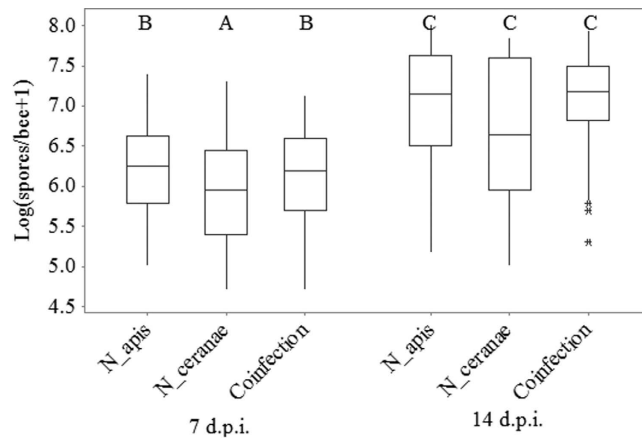 B A B C C C
Log(spores/bee+1)
8.0
7.5
7.0
6.5
6.0
5.5
5.0
4.5
N_apis
N_ceranae
Coinfection
N_apis
N_ceranae
Coinfection
7 d.p.i.
14 d.p.i.